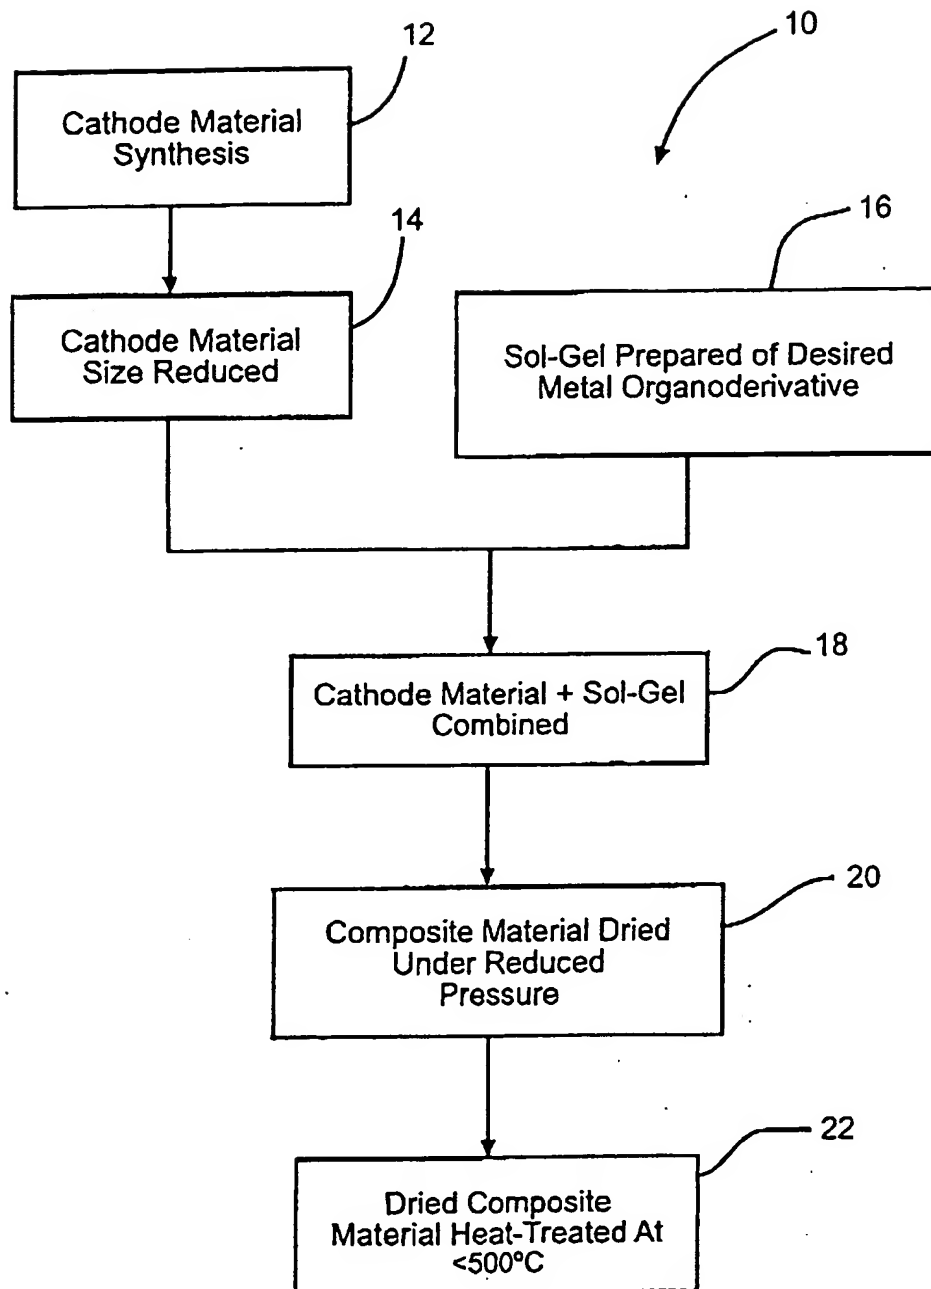 10
12
Cathode Material
Synthesis
14
Cathode Material
Size Reduced
16
Sol-Gel Prepared of Desired
Metal Organoderivative
18
Cathode Material + Sol-Gel
Combined
20
Composite Material Dried
Under Reduced
Pressure
22
Dried Composite
Material Heat-Treated At
<500°C